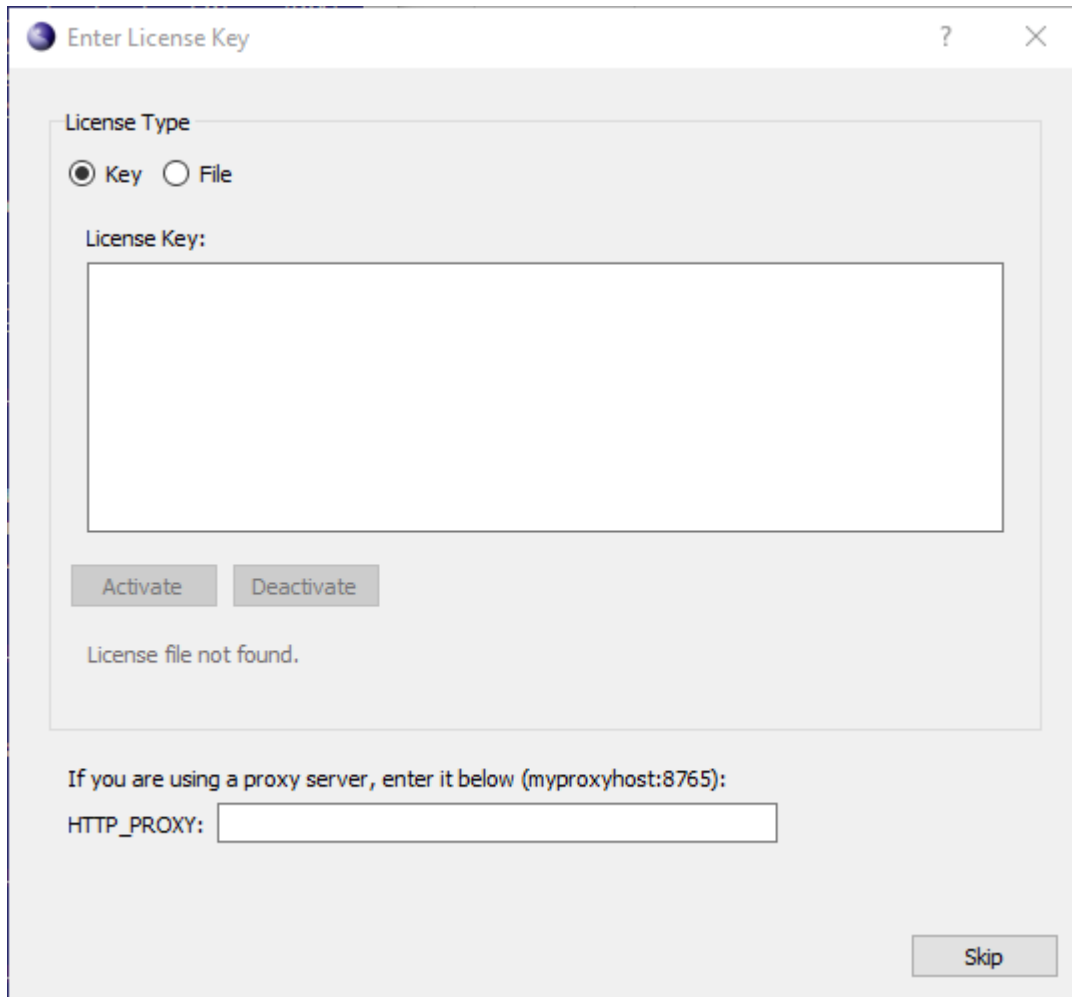 Enter License Key
License Type
Key File
License Key:
Activate Deactivate
License file not found.
If you are using a proxy server, enter it below (myproxyhost:8765):
HTTP_PROXY:
Skip